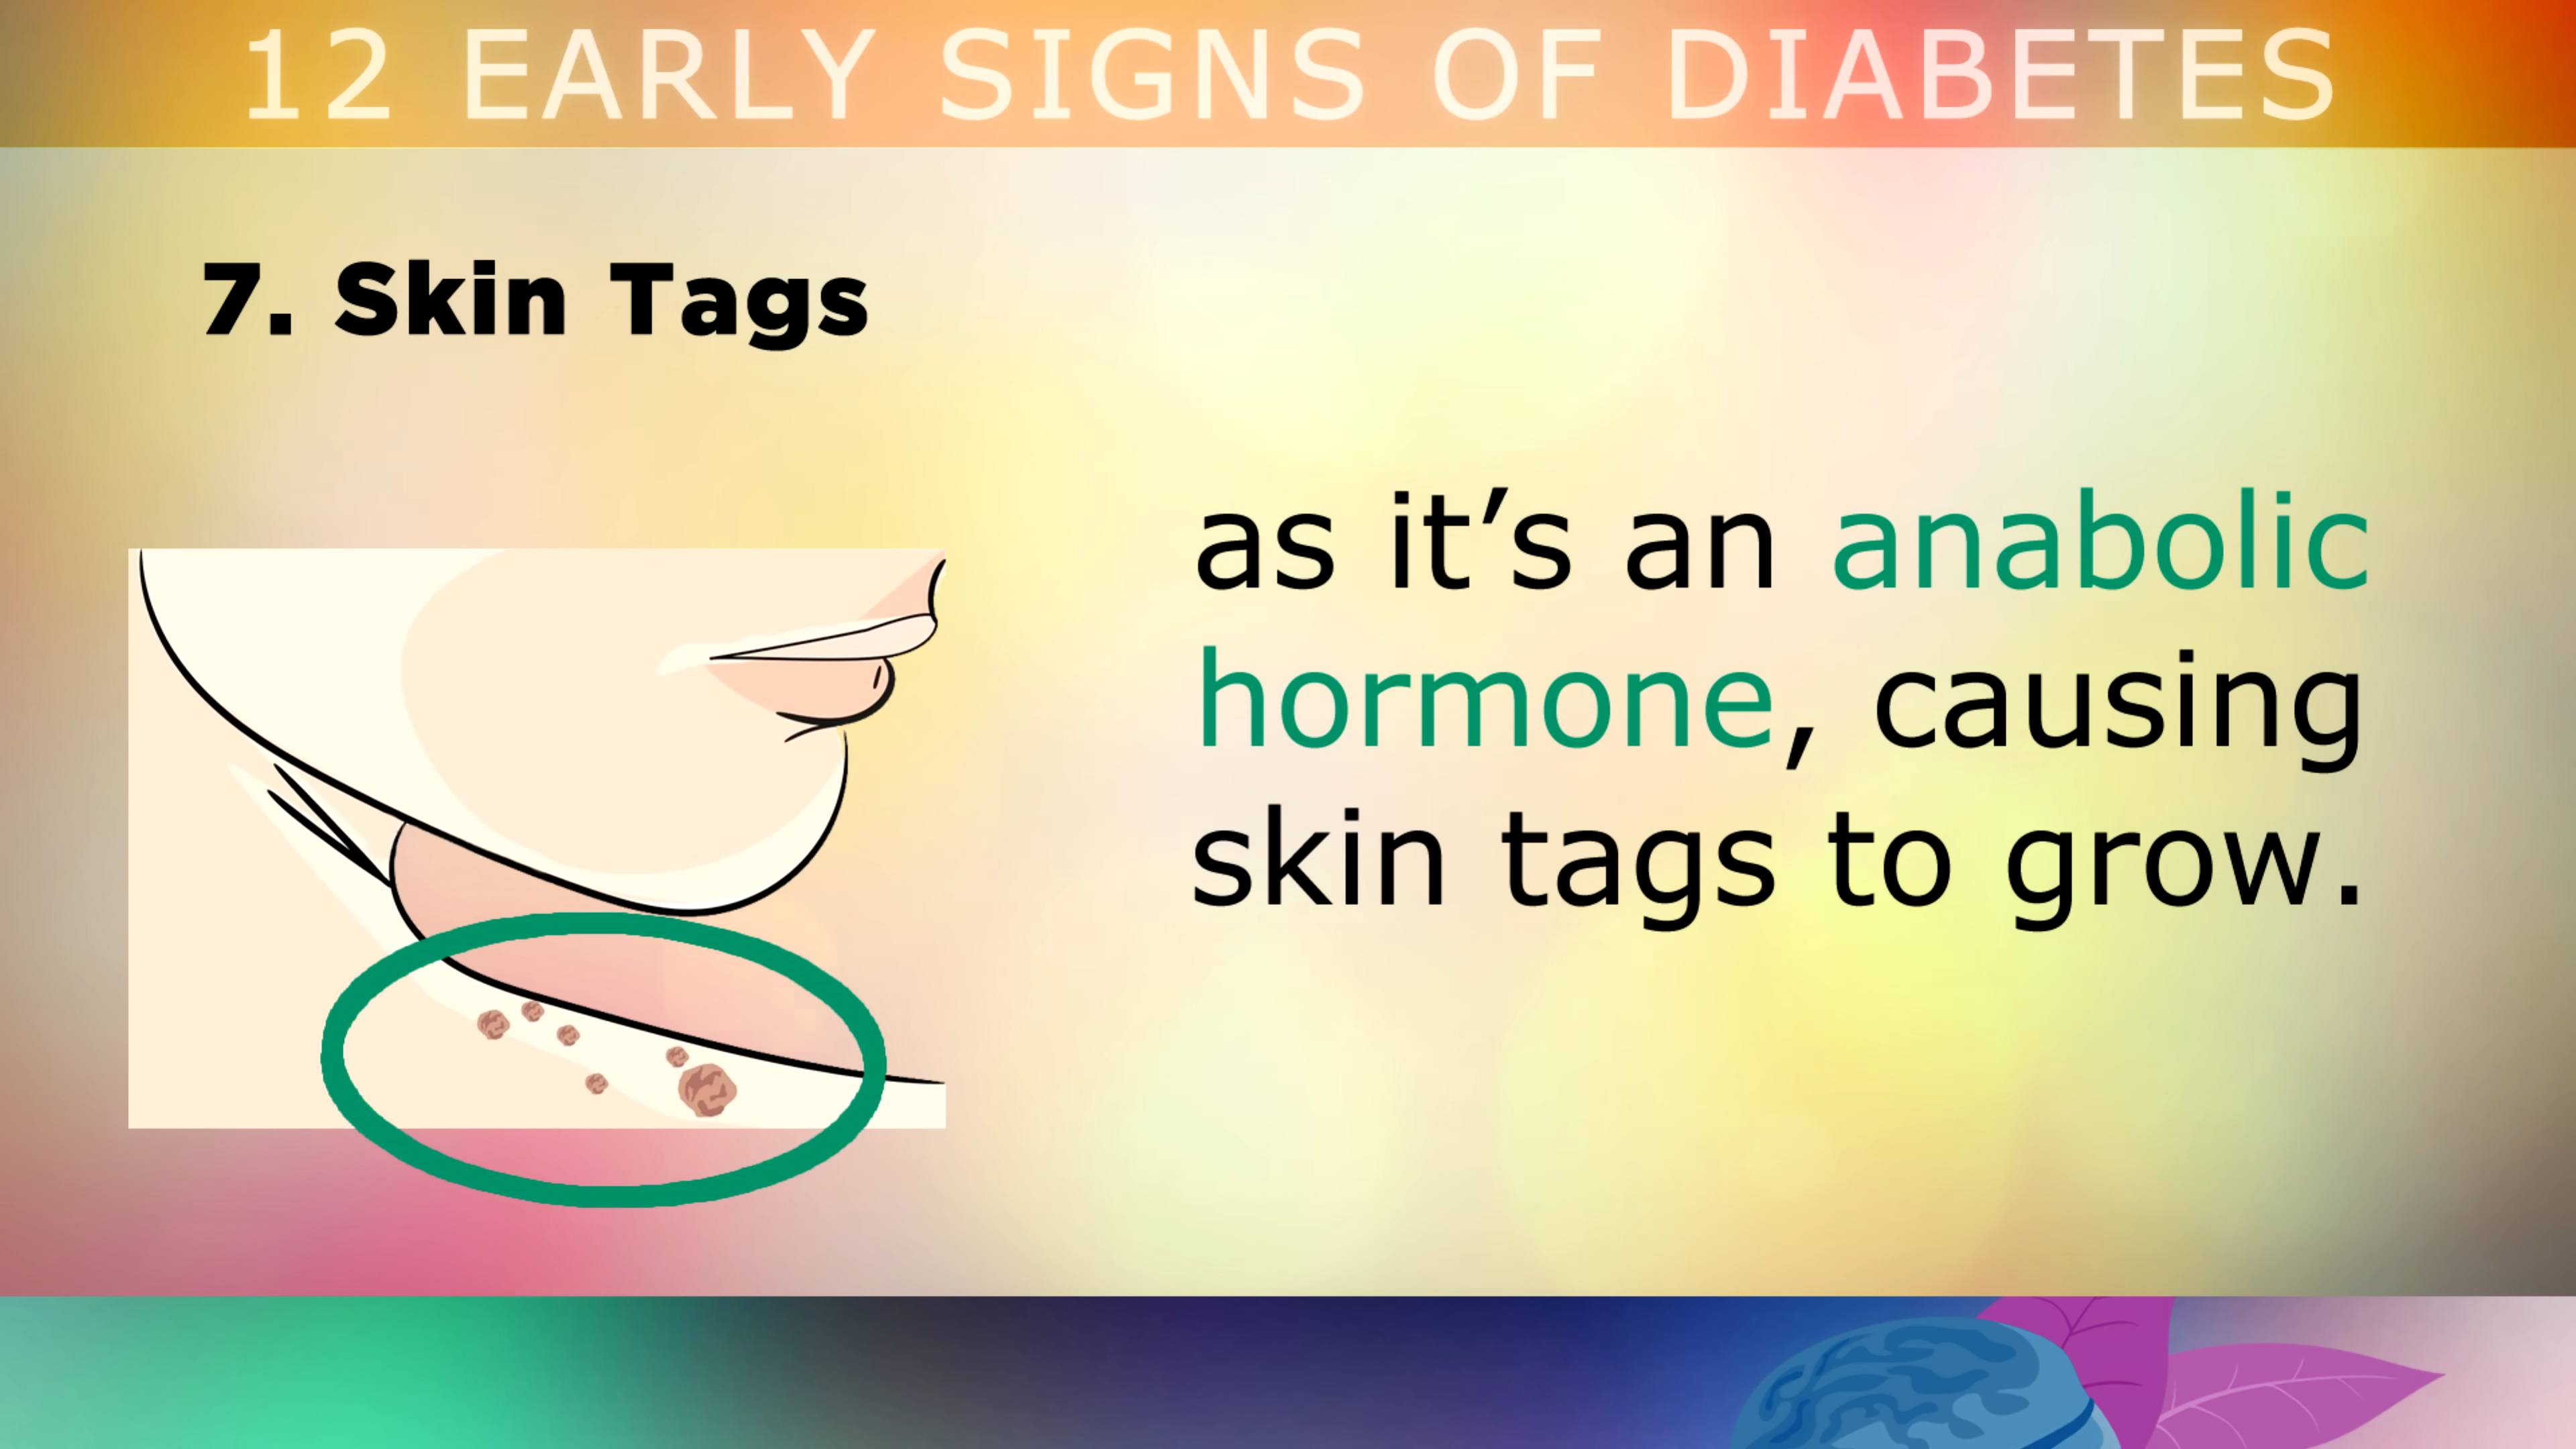 12 EARLY SIGNS OF DIABETES
7. Skin Tags
as it’s an anabolic
hormone, causing
skin tags to grow.